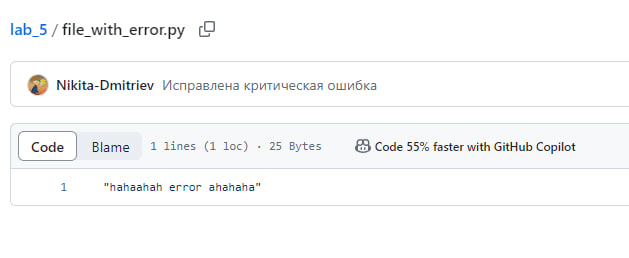 lab_5 / file_with_error.py
Nikita-Dmitriev Исправлена критическая ошибка
Code Blame 1 lines (1 loc) · 25 Bytes Code 55% faster with GitHub Copilot
1 "hahaahah error ahahaha"